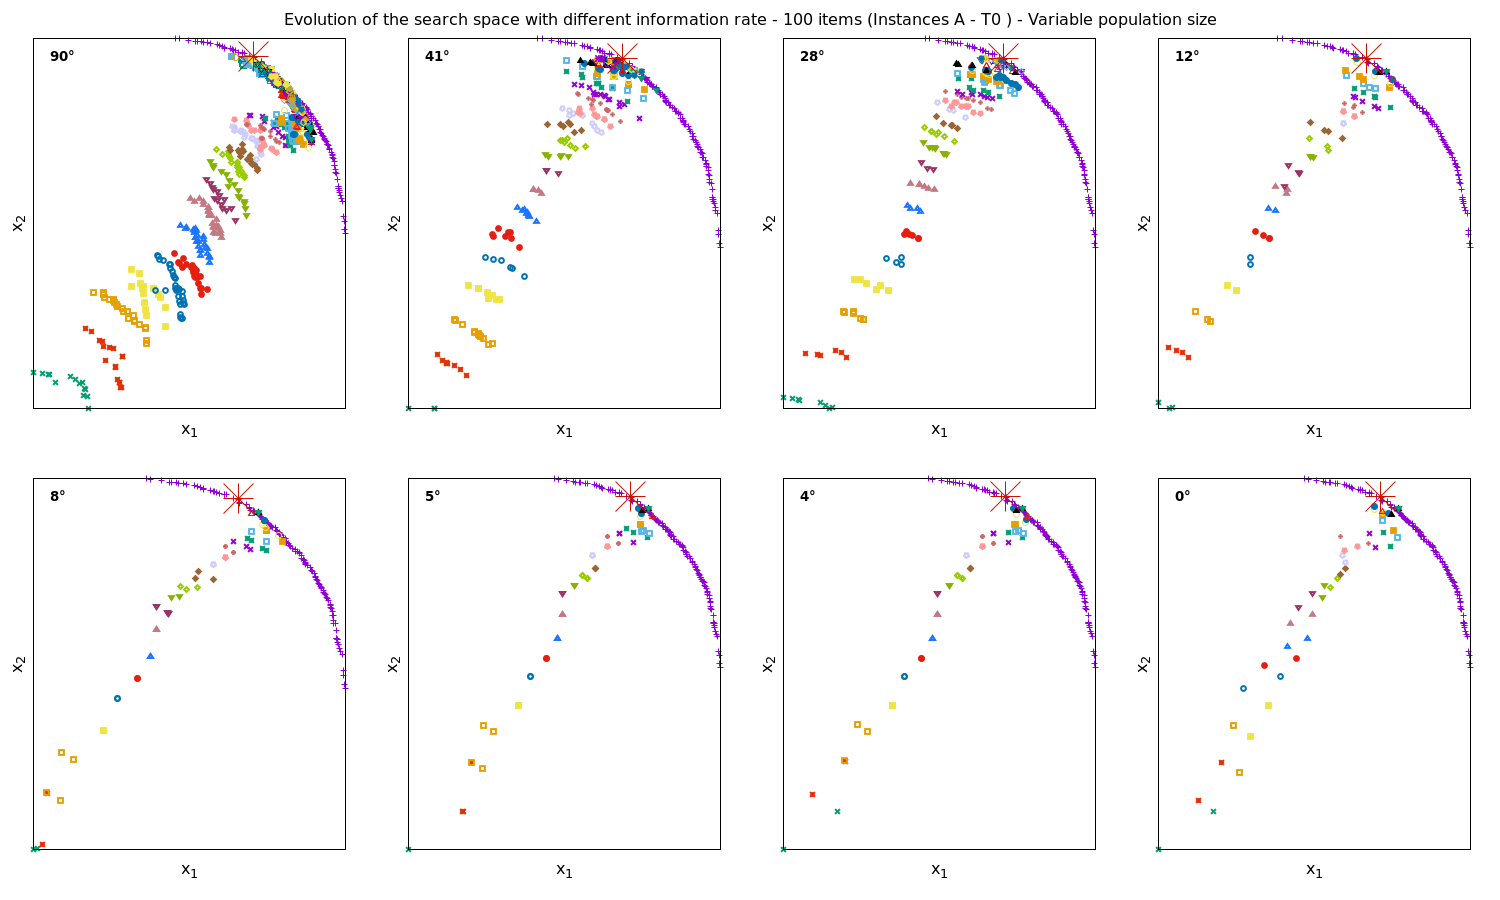 Evolution of the search space with different information rate - 100 items (Instances A - T0 ) - Variable population size
90° 41° 28° 12°
x₂ x₂ x₂ x₂
x₁ x₁ x₁ x₁
8° 5° 4° 0°
x₂ x₂ x₂ x₂
x₁ x₁ x₁ x₁